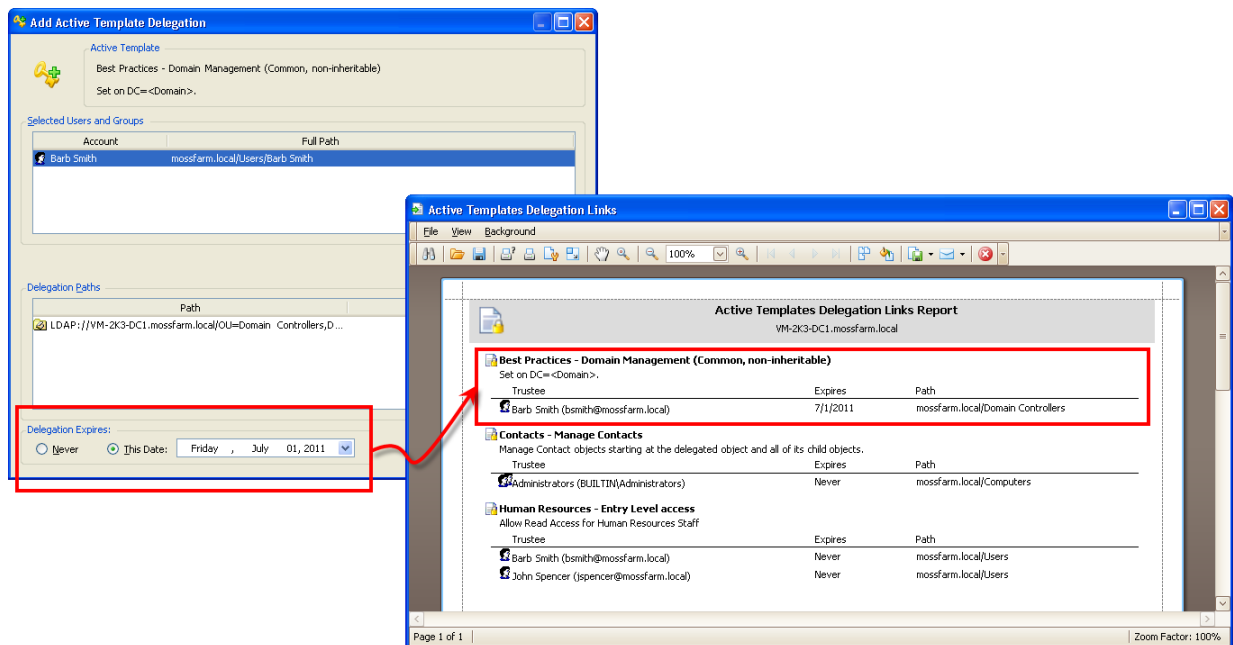 Add Active Template Delegation
Active Template
Best Practices - Domain Management (Common, non-inheritable)
Set on DC=<Domain>.
Selected Users and Groups
Account Full Path
Barb Smith mossfarm.local/Users/Barb Smith
Delegation Paths
Path
LDAP://VM-2K3-DC1.mossfarm.local/OU=Domain Controllers,D...
Delegation Expires:
Never This Date: Friday , July 01, 2011
Active Templates Delegation Links
File View Background
100%
Active Templates Delegation Links Report
VM-2K3-DC1.mossfarm.local
Best Practices - Domain Management (Common, non-inheritable)
Set on DC=<Domain>.
Trustee Expires Path
Barb Smith (bsmith@mossfarm.local) 7/1/2011 mossfarm.local/Domain Controllers
Contacts - Manage Contacts
Manage Contact objects starting at the delegated object and all of its child objects.
Trustee Expires Path
Administrators (BUILTIN\Administrators) Never mossfarm.local/Computers
Human Resources - Entry Level access
Allow Read Access for Human Resources Staff
Trustee Expires Path
Barb Smith (bsmith@mossfarm.local) Never mossfarm.local/Users
John Spencer (jspencer@mossfarm.local) Never mossfarm.local/Users
Page 1 of 1 Zoom Factor: 100%